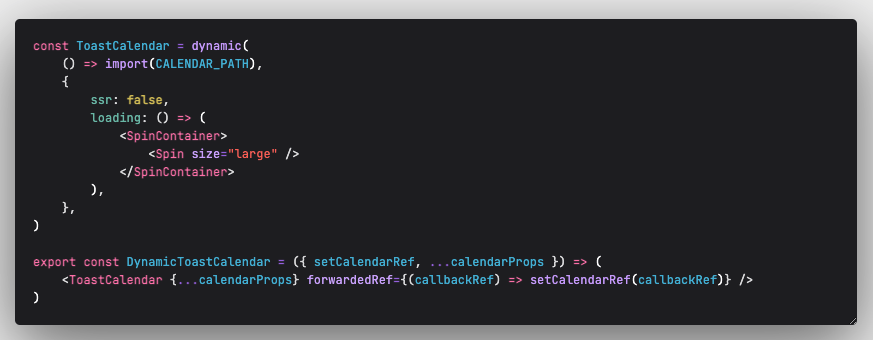 const ToastCalendar = dynamic(
    () => import(CALENDAR_PATH),
    {
        ssr: false,
        loading: () => (
            <SpinContainer>
                <Spin size="large" />
            </SpinContainer>
        ),
    },
)

export const DynamicToastCalendar = ({ setCalendarRef, ...calendarProps }) => (
    <ToastCalendar {...calendarProps} forwardedRef={(callbackRef) => setCalendarRef(callbackRef)} />
)